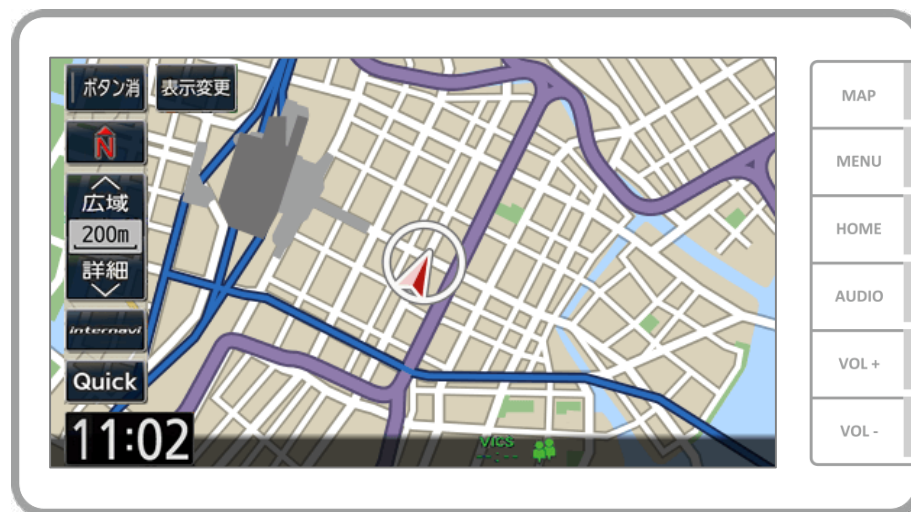 ボタン消 表示変更
N
広域
200m
詳細
internavi
Quick
11:02
VICS
--:--
MAP
MENU
HOME
AUDIO
VOL +
VOL -